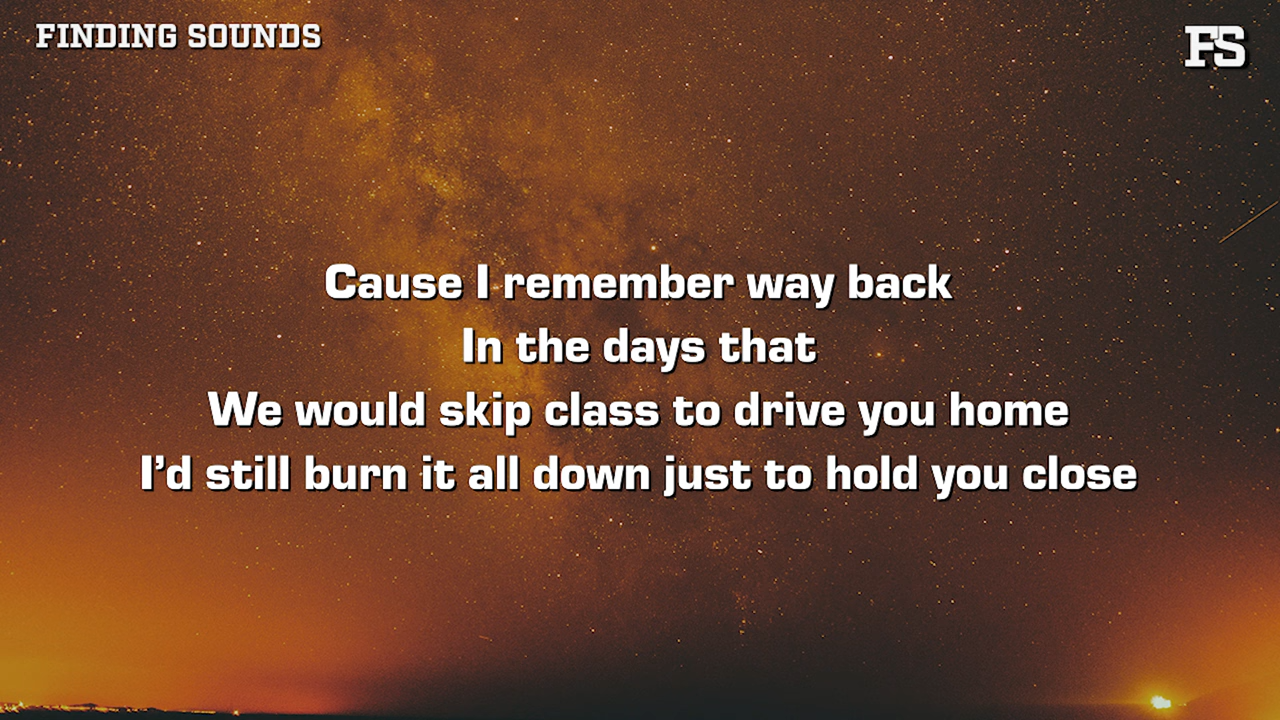 FINDING SOUNDS
FS
Cause I remember way back
In the days that
We would skip class to drive you home
I'd still burn it all down just to hold you close